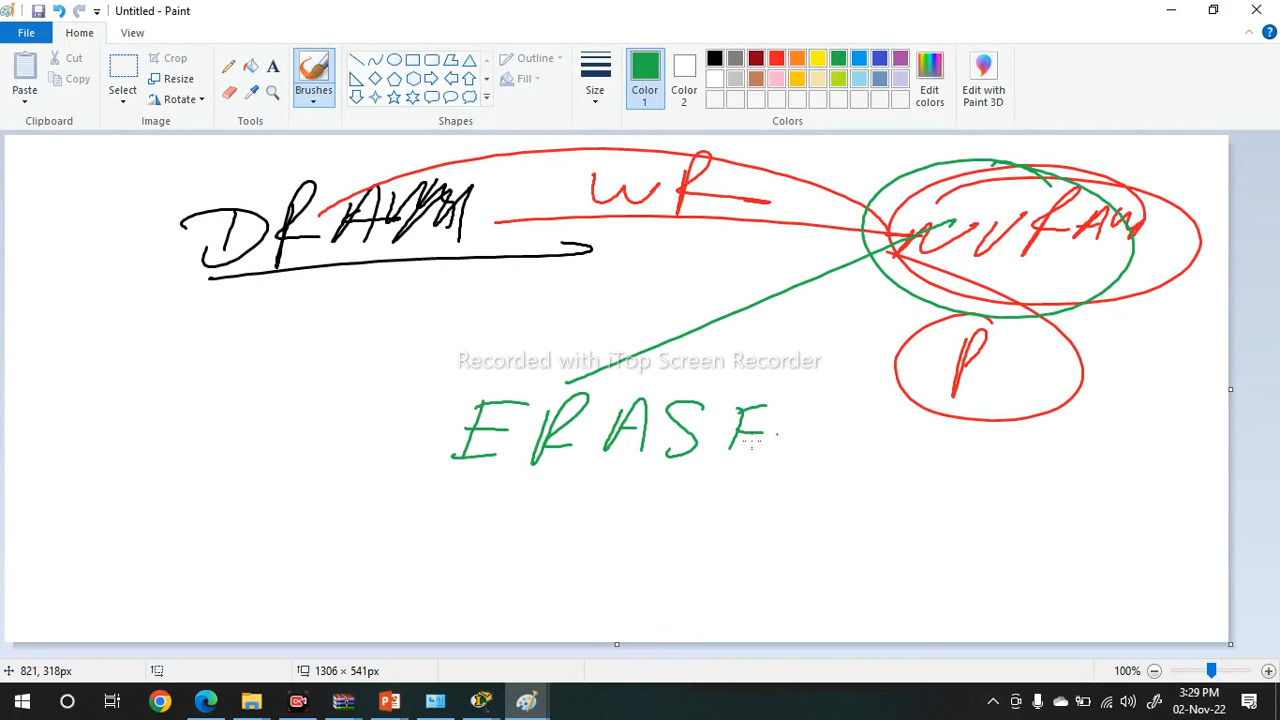 Untitled - Paint
File
Home
View
Paste
Cut
Copy
Clipboard
Select
Crop
Resize
Rotate
Image
A
Tools
Brushes
Outline
Fill
Shapes
Size
Color 1
Color 2
Edit colors
Colors
Edit with Paint 3D
WR
NVRAM
P
Recorded with iTop Screen Recorder
ERASE
821, 318px
1306 × 541px
100%
3:29 PM
02-Nov-22